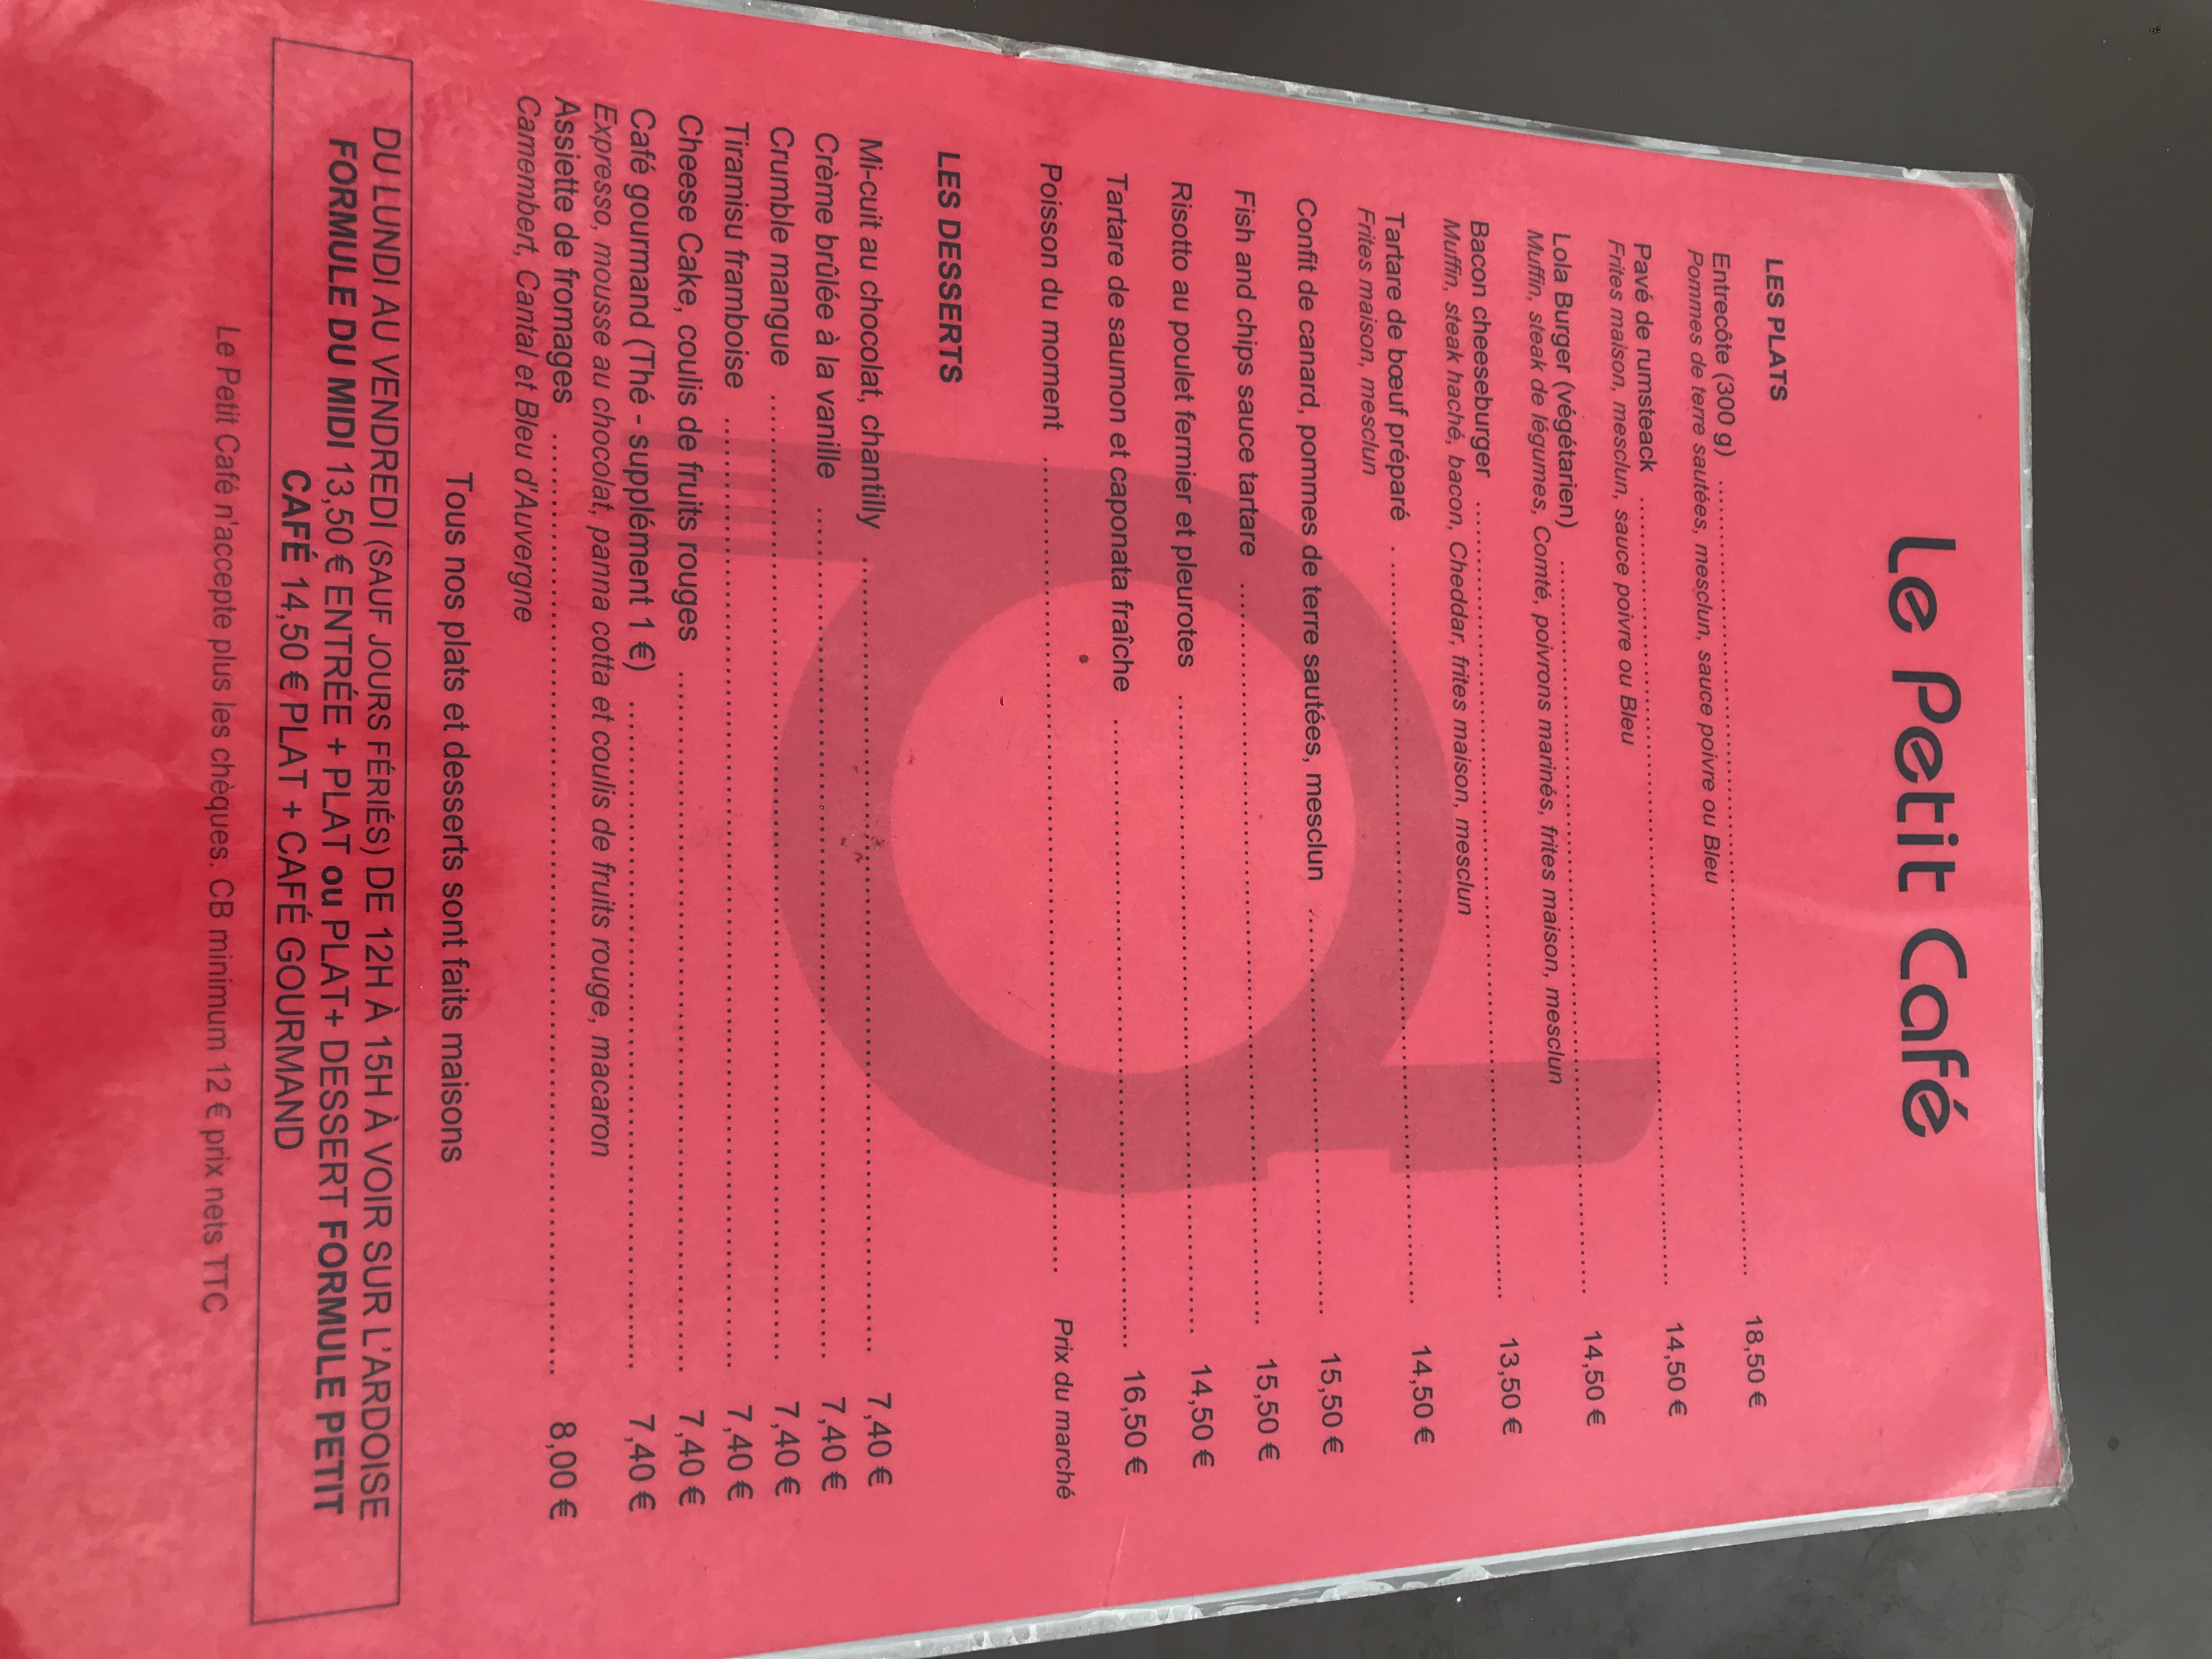 Le Petit Café
LES PLATS
Entrecôte (300 g) ........................ 18,50 €
Pommes de terre sautées, mesclun, sauce poivre ou Bleu
Pavé de rumsteack ........................ 14,50 €
Frites maison, mesclun, sauce poivre ou Bleu
Lola Burger (végétarien) ........................ 14,50 €
Muffin, steak de légumes, Comté, poivrons marinés, frites maison, mesclun
Bacon cheeseburger ........................ 13,50 €
Muffin, steak haché, bacon, Cheddar, frites maison, mesclun
Tartare de bœuf préparé ........................ 14,50 €
Frites maison, mesclun
Confit de canard, pommes de terre sautées, mesclun ........................ 15,50 €
Fish and chips sauce tartare ........................ 15,50 €
Risotto au poulet fermier et pleurotes ........................ 14,50 €
Tartare de saumon et caponata fraîche ........................ 16,50 €
Poisson du moment ........................ Prix du marché
LES DESSERTS
Mi-cuit au chocolat, chantilly ........................ 7,40 €
Crème brûlée à la vanille ........................ 7,40 €
Crumble mangue ........................ 7,40 €
Tiramisu framboise ........................ 7,40 €
Cheese Cake, coulis de fruits rouges ........................ 7,40 €
Café gourmand (Thé - supplément 1 €) ........................ 7,40 €
Expresso, mousse au chocolat, panna cotta et coulis de fruits rouge, macaron
Assiette de fromages ........................ 8,00 €
Camembert, Cantal et Bleu d'Auvergne
Tous nos plats et desserts sont faits maisons
DU LUNDI AU VENDREDI (SAUF JOURS FÉRIÉS) DE 12H À 15H À VOIR SUR L'ARDOISE
FORMULE DU MIDI 13,50 € ENTRÉE + PLAT ou PLAT+ DESSERT FORMULE PETIT
CAFÉ 14,50 € PLAT + CAFÉ GOURMAND
Le Petit Café n'accepte plus les chèques. CB minimum 12 € prix nets TTC